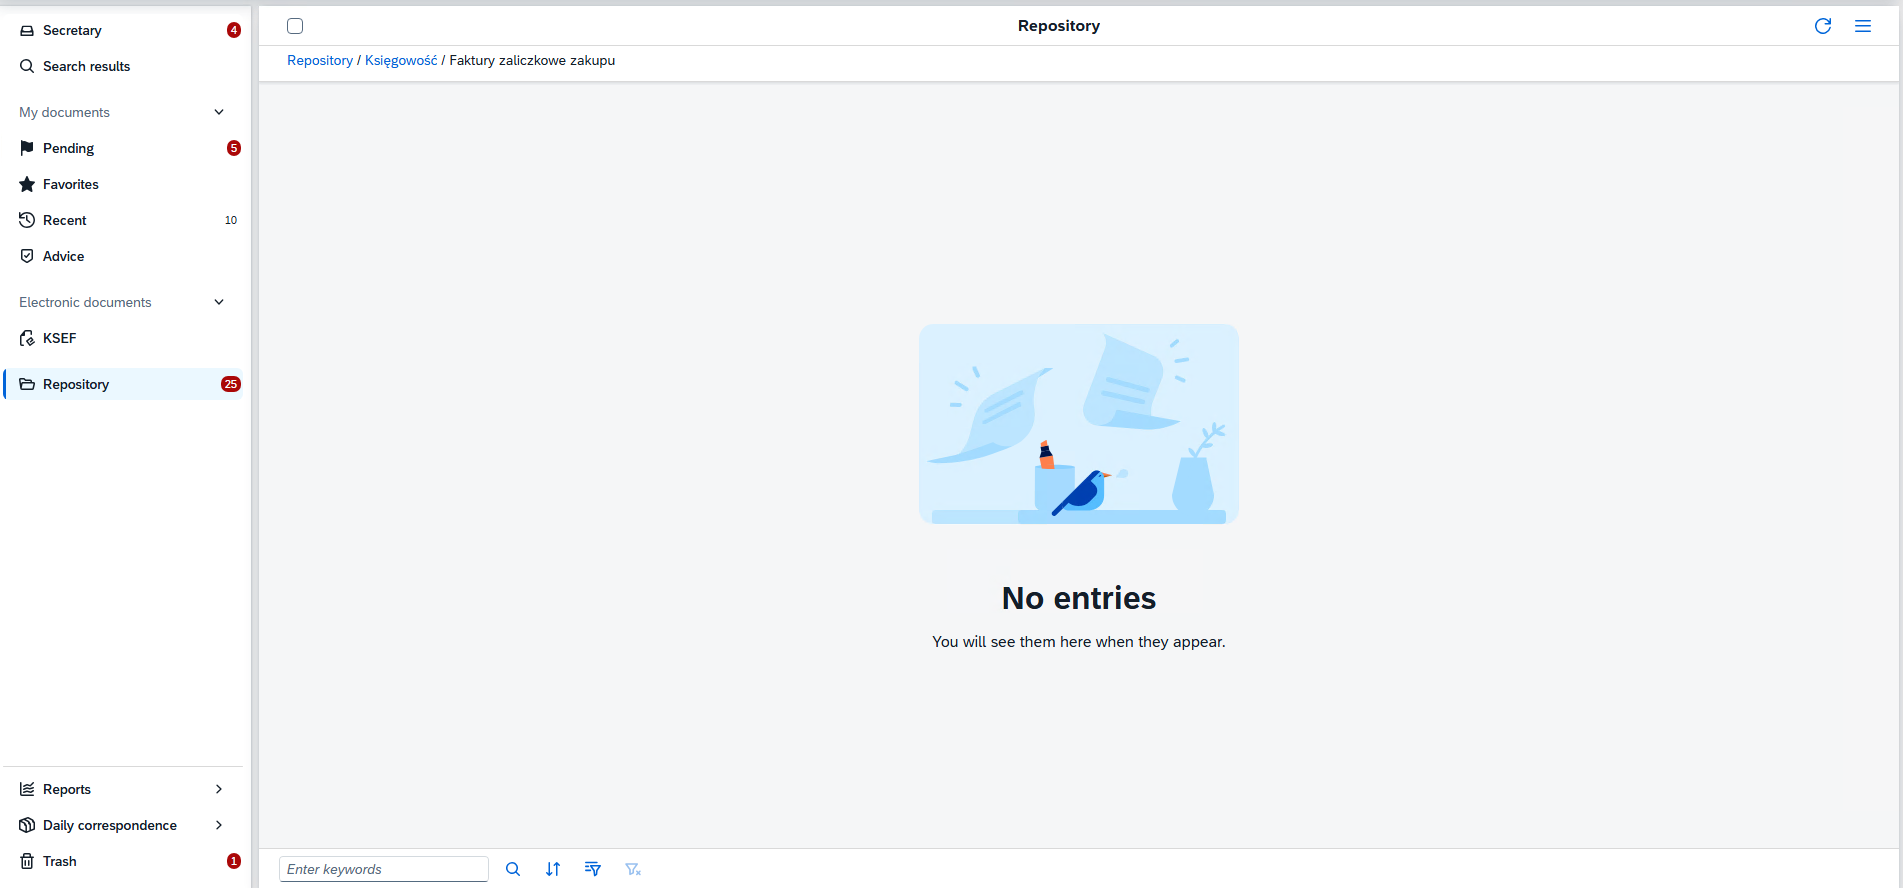 Secretary 4
Search results
My documents
Pending 5
Favorites
Recent 10
Advice
Electronic documents
KSEF
Repository 25
Reports
Daily correspondence
Trash 1
Repository
Repository / Księgowość / Faktury zaliczkowe zakupu
No entries
You will see them here when they appear.
Enter keywords